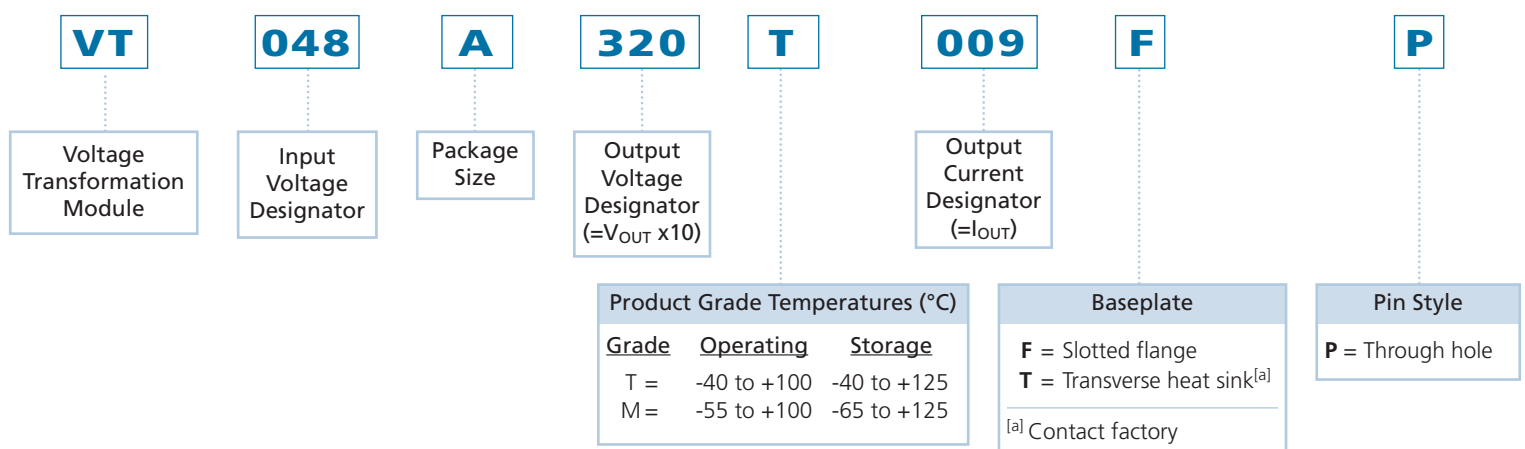 VT 048 A 320 T 009 F P
Voltage
Transformation
Module
Input
Voltage
Designator
Package
Size
Output
Voltage
Designator
(=VOUT x10)
Output
Current
Designator
(=IOUT)
Product Grade Temperatures (°C)
Grade Operating Storage
T = -40 to +100 -40 to +125
M = -55 to +100 -65 to +125
Baseplate
F = Slotted flange
T = Transverse heat sink[a]
[a] Contact factory
Pin Style
P = Through hole